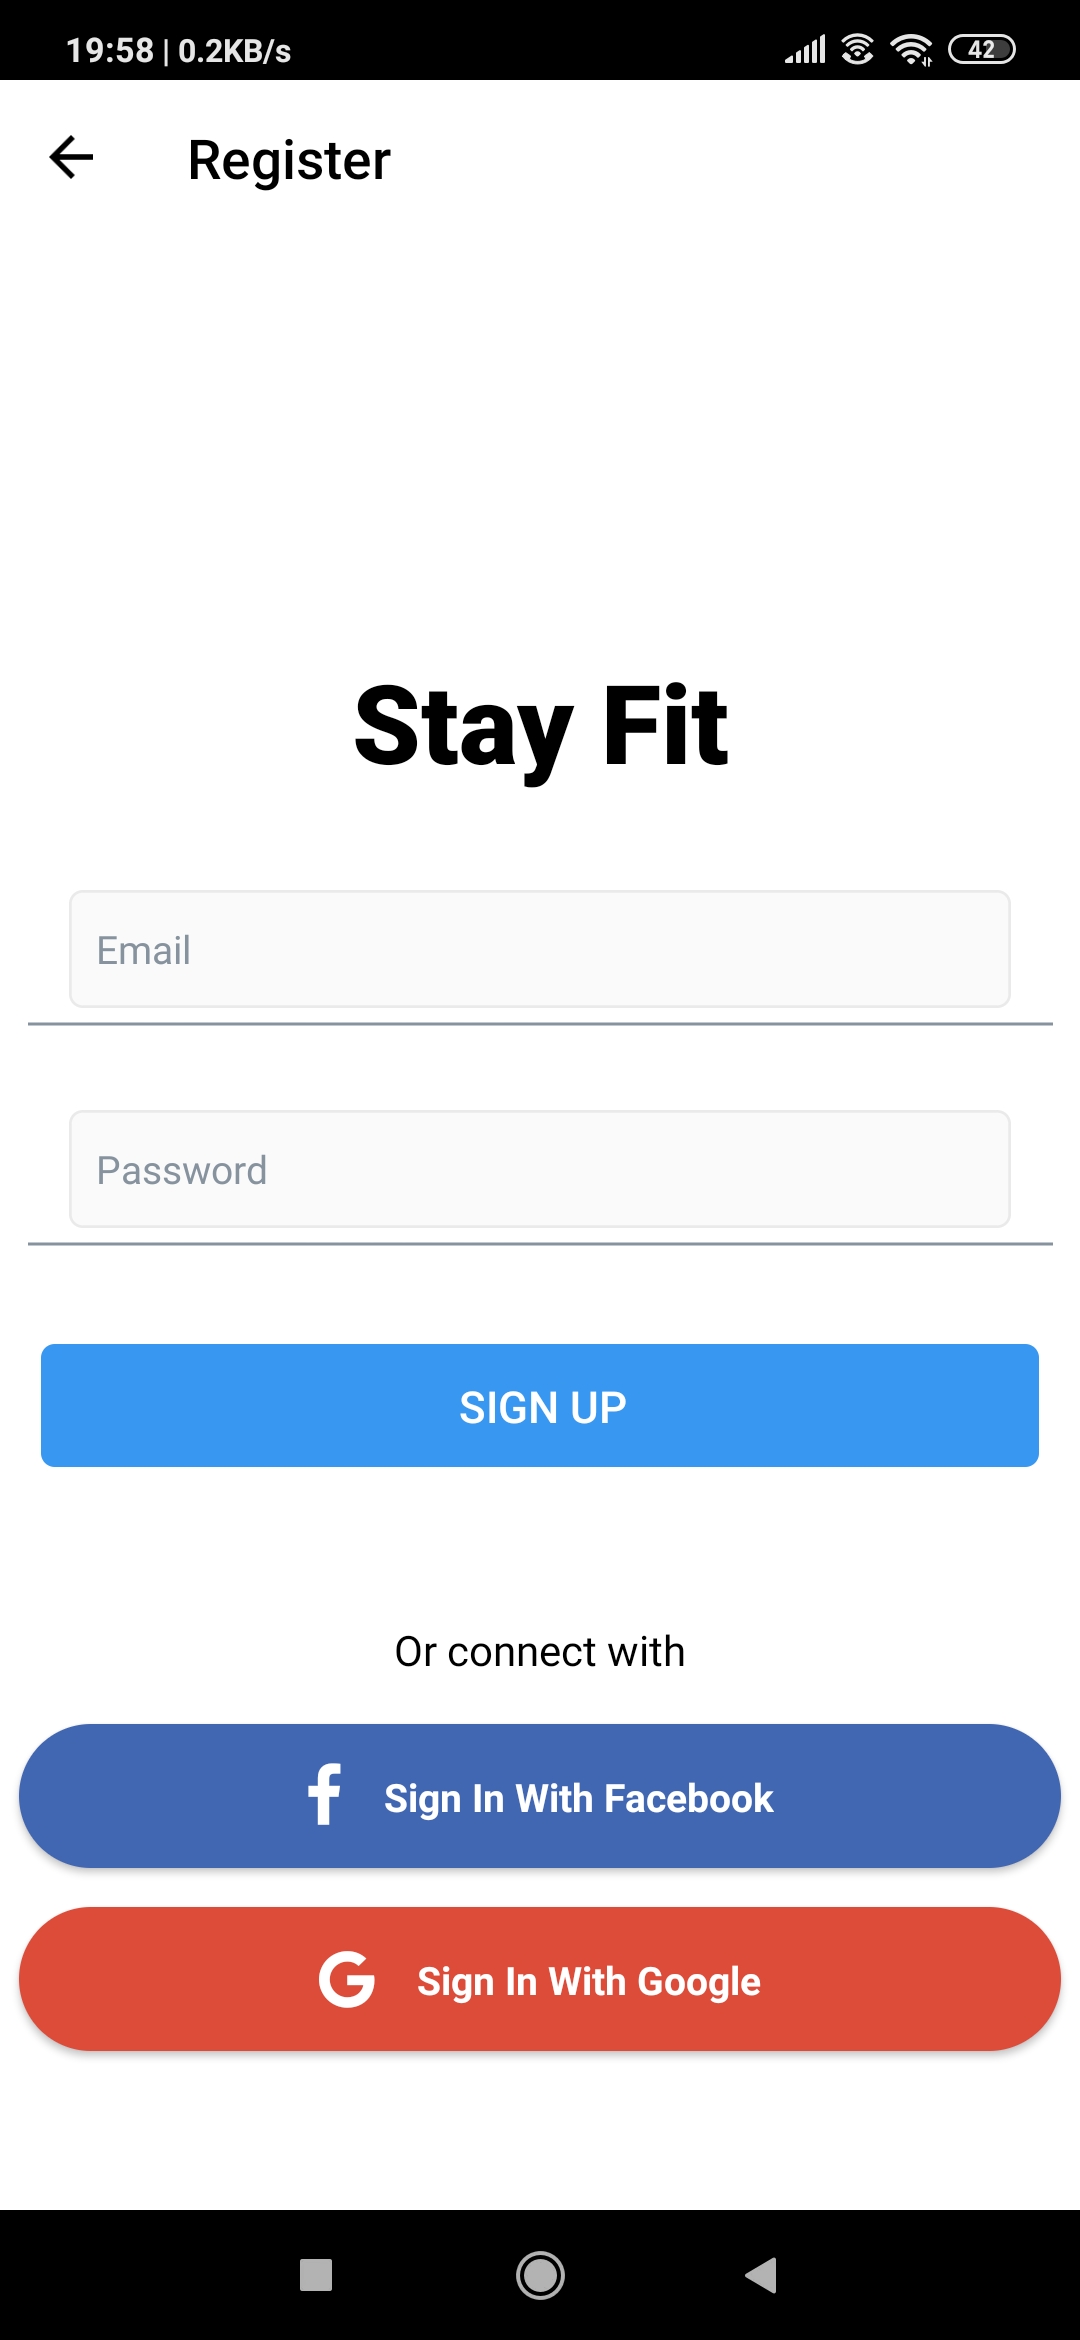 19:58 | 0.2KB/s 42
Register
Stay Fit
Email
Password
SIGN UP
Or connect with
Sign In With Facebook
Sign In With Google